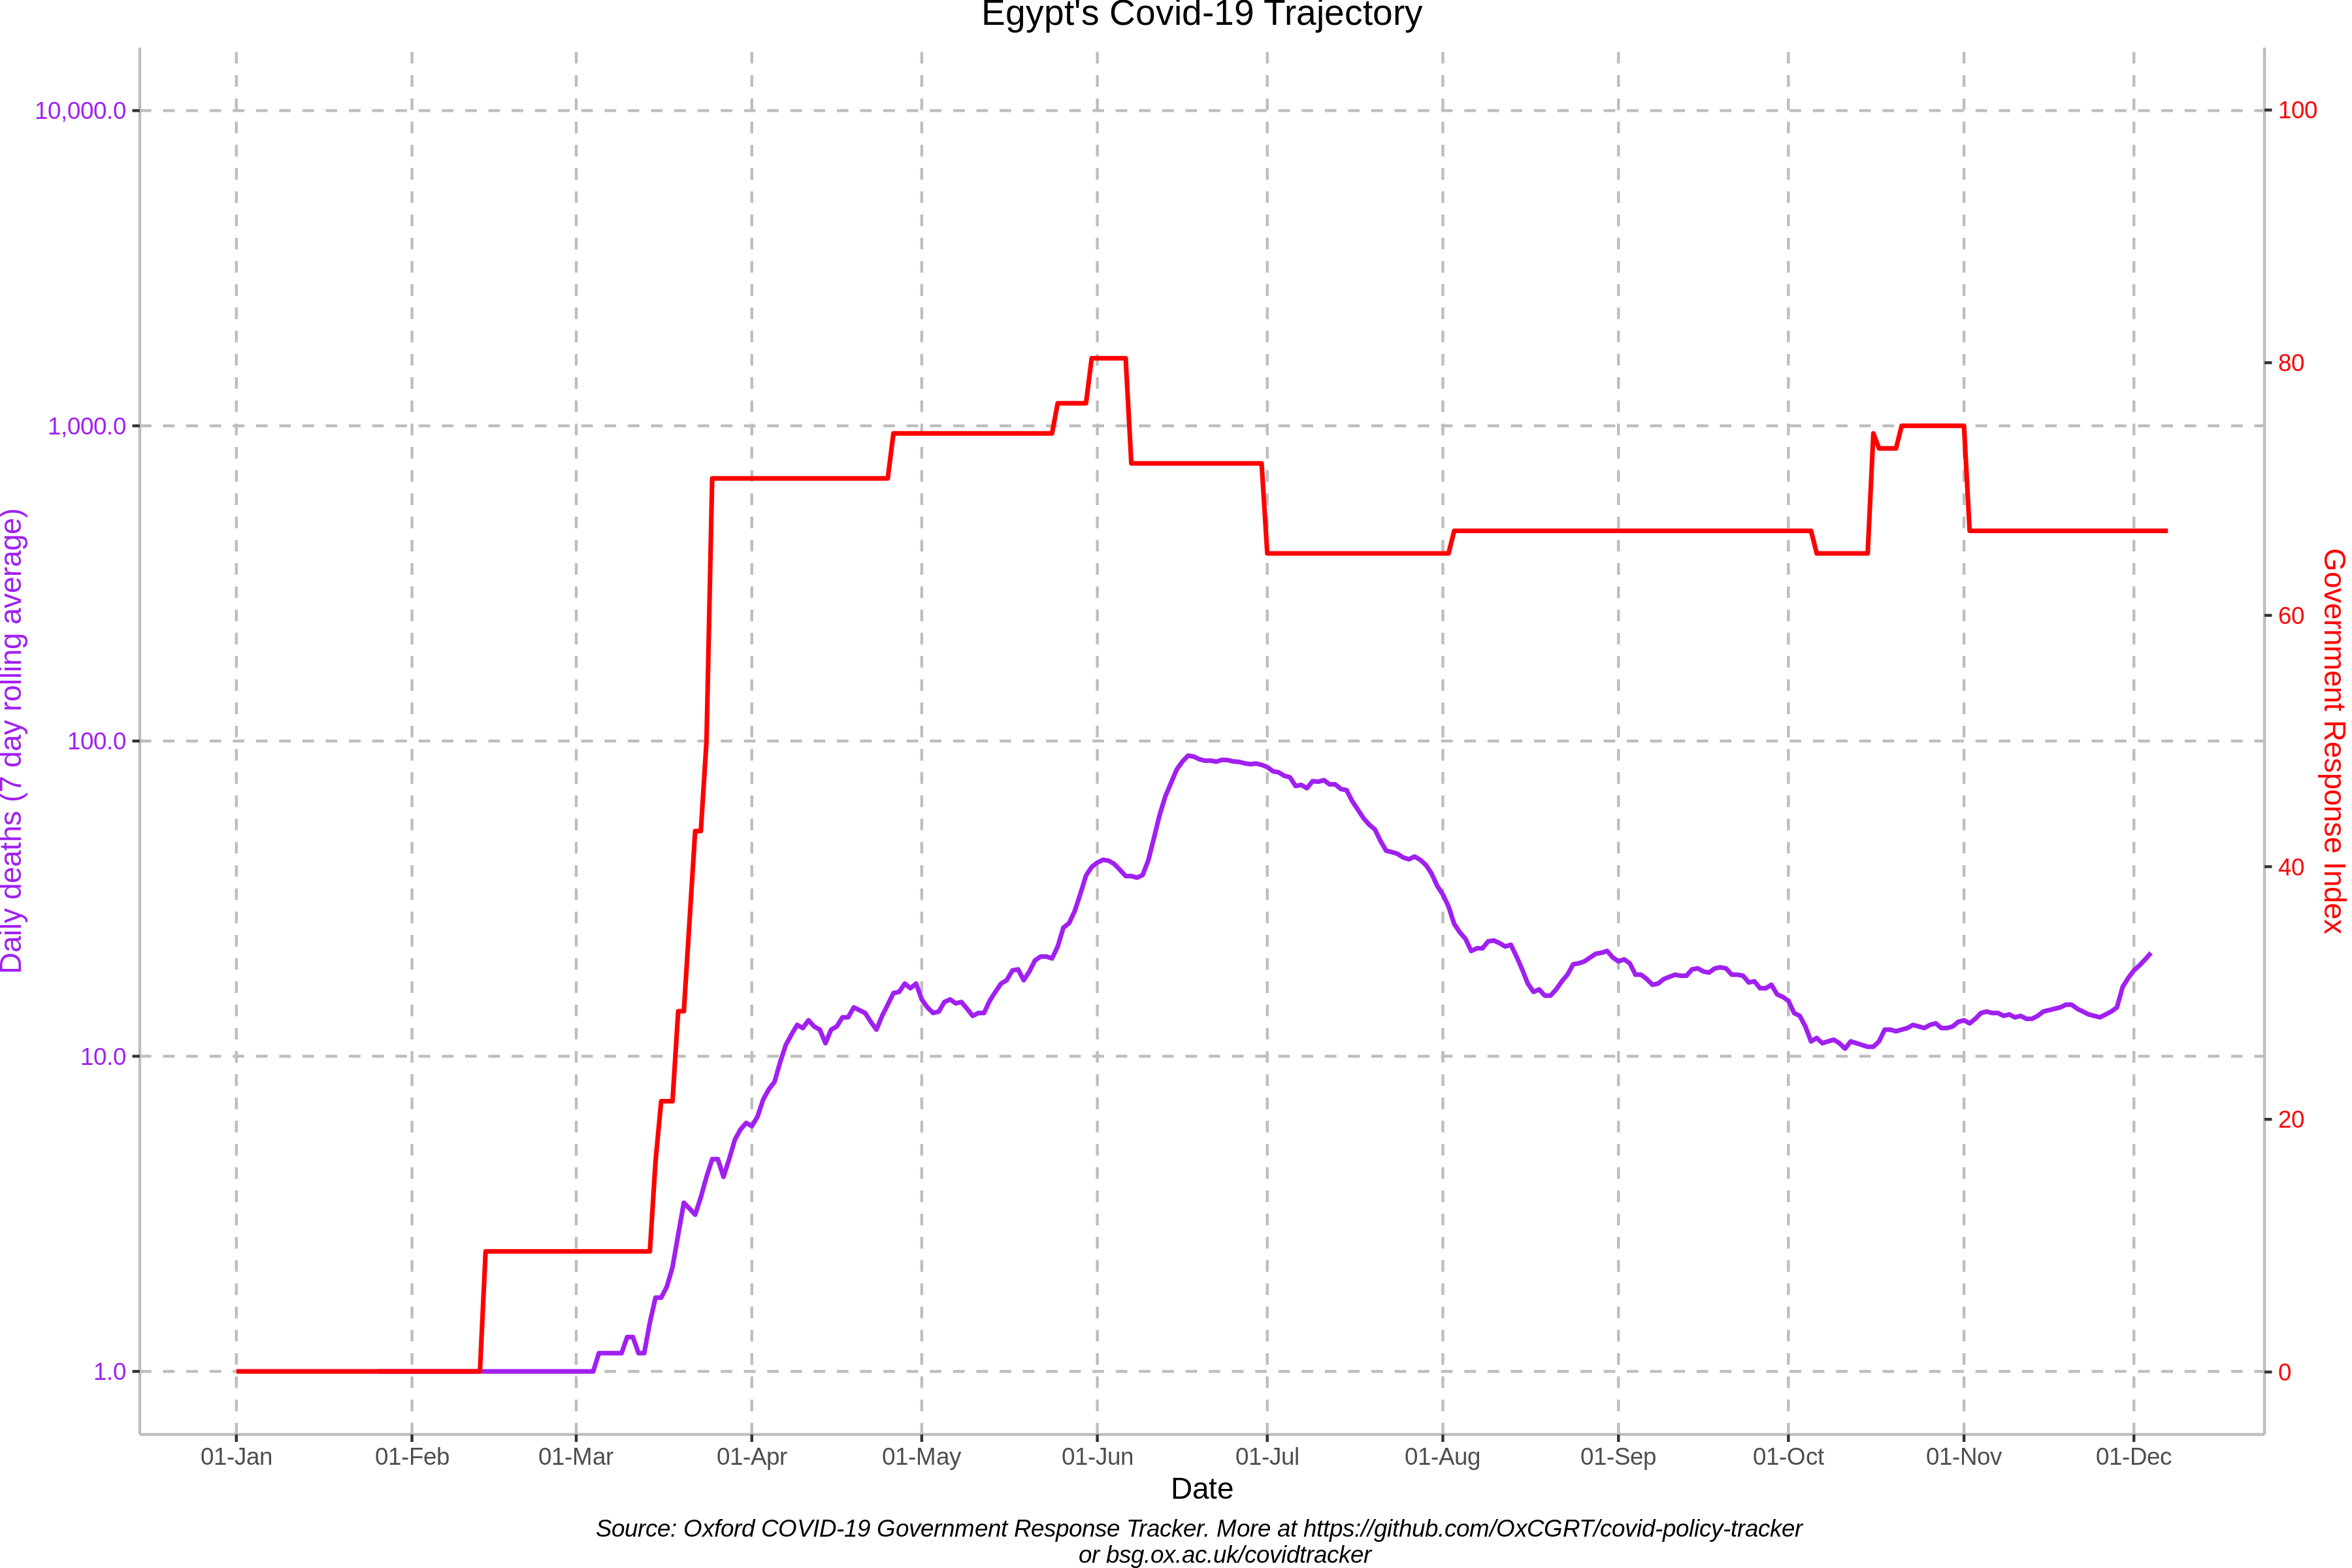 Egypt's Covid-19 Trajectory
10,000.0
1,000.0
100.0
10.0
1.0
Daily deaths (7 day rolling average)
100
80
60
40
20
0
Government Response Index
01-Jan 01-Feb 01-Mar 01-Apr 01-May 01-Jun 01-Jul 01-Aug 01-Sep 01-Oct 01-Nov 01-Dec
Date
Source: Oxford COVID-19 Government Response Tracker. More at https://github.com/OxCGRT/covid-policy-tracker
or bsg.ox.ac.uk/covidtracker